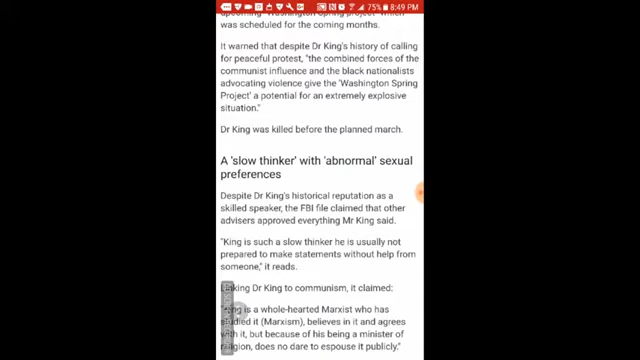 75% 8:49 PM
upcoming "Washington Spring project" which
was scheduled for the coming months.
It warned that despite Dr King's history of calling
for peaceful protest, "the combined forces of the
communist influence and the black nationalists
advocating violence give the 'Washington Spring
Project' a potential for an extremely explosive
situation."
Dr King was killed before the planned march.
A 'slow thinker' with 'abnormal' sexual
preferences
Despite Dr King's historical reputation as a
skilled speaker, the FBI file claimed that other
advisers approved everything Mr King said.
"King is such a slow thinker he is usually not
prepared to make statements without help from
someone," it reads.
Linking Dr King to communism, it claimed:
"King is a whole-hearted Marxist who has
studied it (Marxism), believes in it and agrees
with it, but because of his being a minister of
religion, does no dare to espouse it publicly."